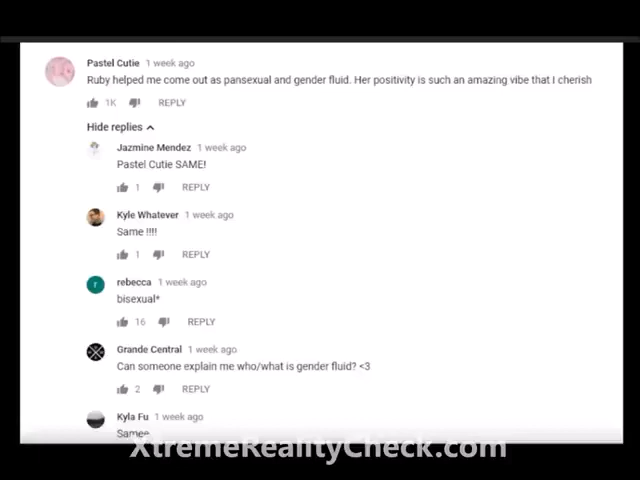 Pastel Cutie 1 week ago
Ruby helped me come out as pansexual and gender fluid. Her positivity is such an amazing vibe that I cherish
1K REPLY
Hide replies
Jazmine Mendez 1 week ago
Pastel Cutie SAME!
1 REPLY
Kyle Whatever 1 week ago
Same !!!!
1 REPLY
r
rebecca 1 week ago
bisexual*
16 REPLY
Grande Central 1 week ago
Can someone explain me who/what is gender fluid? <3
2 REPLY
Kyla Fu 1 week ago
Samee
XtremeRealityCheck.com